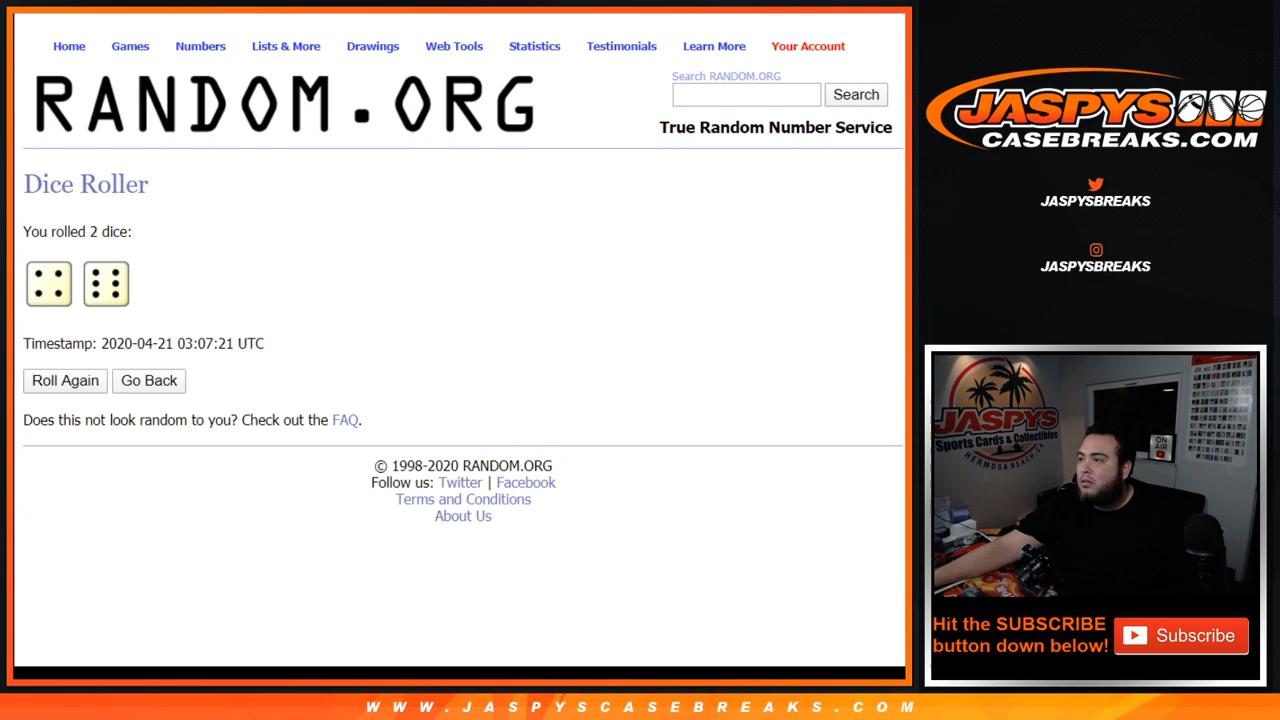 Home Games Numbers Lists & More Drawings Web Tools Statistics Testimonials Learn More Your Account
RANDOM.ORG
Search RANDOM.ORG
Search
True Random Number Service
Dice Roller
You rolled 2 dice:
Timestamp: 2020-04-21 03:07:21 UTC
Roll Again Go Back
Does this not look random to you? Check out the FAQ.
© 1998-2020 RANDOM.ORG
Follow us: Twitter | Facebook
Terms and Conditions
About Us
JASPYS
CASEBREAKS.COM
JASPYSBREAKS
JASPYSBREAKS
JASPYS
Sports Cards & Collectibles
HERMOSA BEACH CA
ON
AIR
Hit the SUBSCRIBE
button down below!
Subscribe
WWW.JASPYSCASEBREAKS.COM